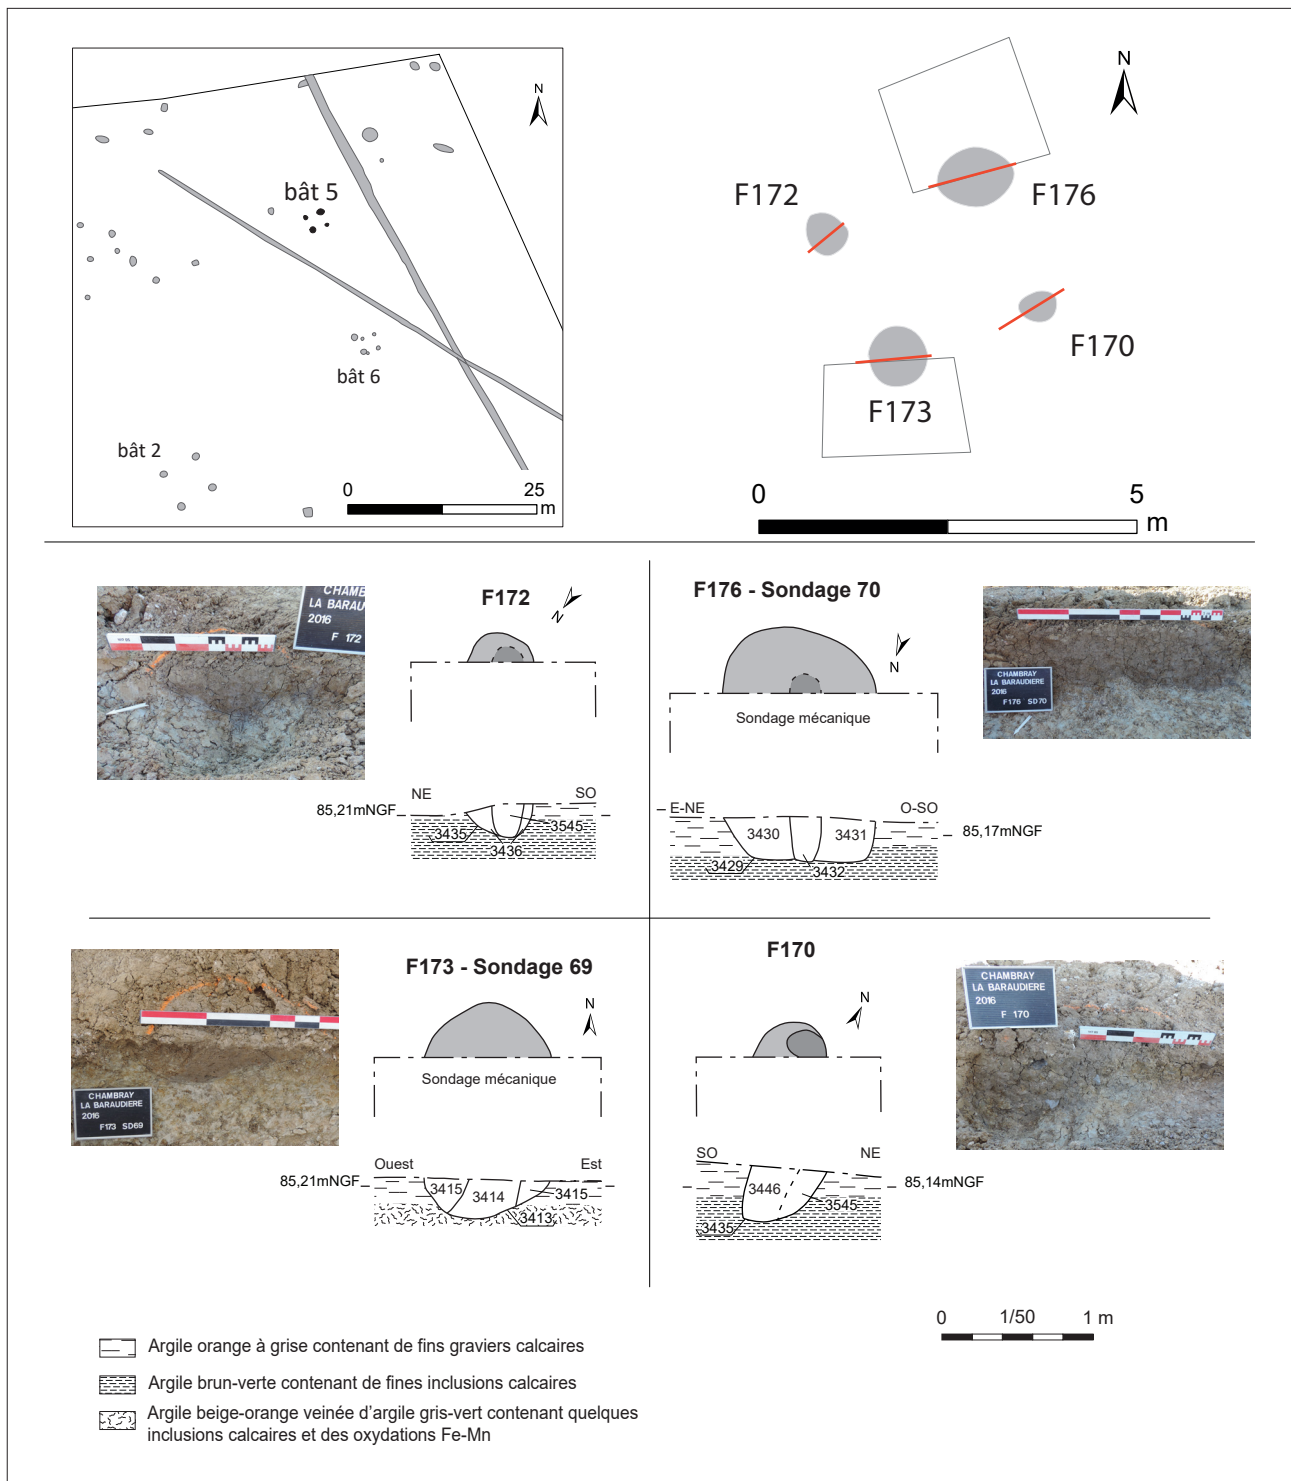 N
bât 5
bât 6
bât 2
0 25
m
N
F172
F176
F170
F173
0 5
m
CHAMB
LA BARAU
2016
F 172
F172
N
NE SO
85,21mNGF
3435
3545
3436
F176 - Sondage 70
N
Sondage mécanique
E-NE O-SO
3430 3431
85,17mNGF
3429
3432
CHAMBRAY
LA BARAUDIERE
2016
F176 SD70
CHAMBRAY
LA BARAUDIERE
2016
F173 SD69
F173 - Sondage 69
N
Sondage mécanique
Ouest Est
85,21mNGF
3415
3414
3415
3413
F170
N
SO NE
3446
85,14mNGF
3545
3435
CHAMBRAY
LA BARAUDIERE
2016
F 170
0 1/50 1 m
Argile orange à grise contenant de fins graviers calcaires
Argile brun-verte contenant de fines inclusions calcaires
Argile beige-orange veinée d'argile gris-vert contenant quelques
inclusions calcaires et des oxydations Fe-Mn